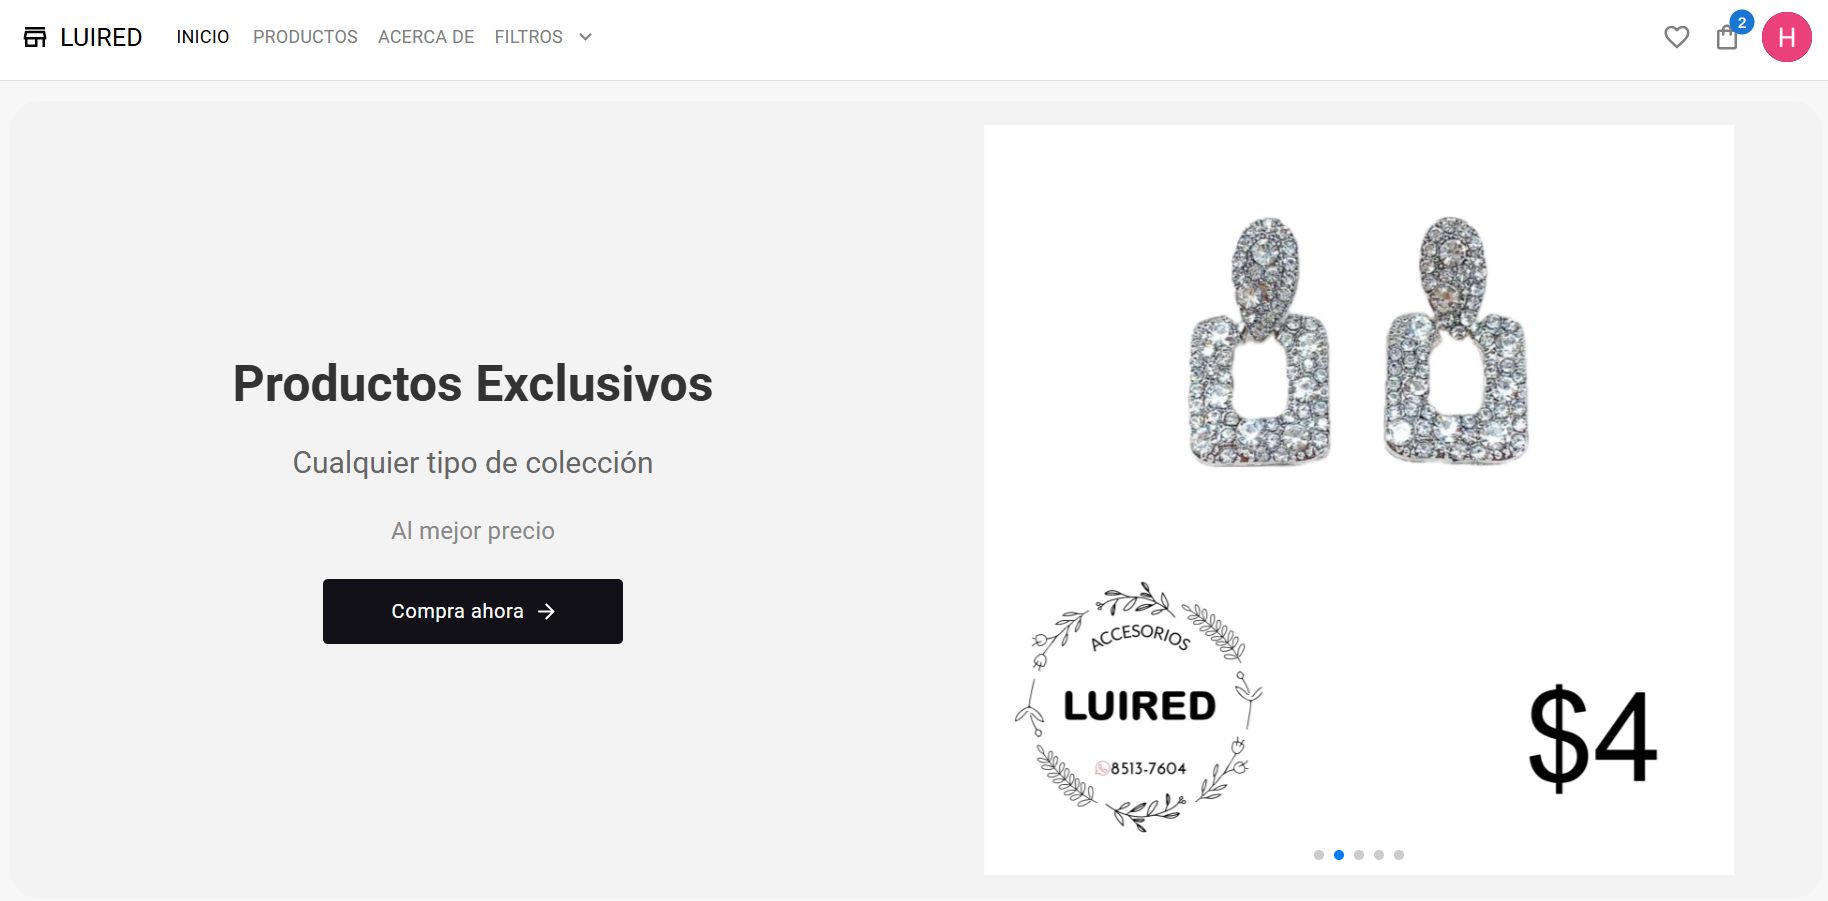 LUIRED
INICIO
PRODUCTOS
ACERCA DE
FILTROS
2
H
Productos Exclusivos
Cualquier tipo de colección
Al mejor precio
Compra ahora
ACCESORIOS
LUIRED
8513-7604
$4